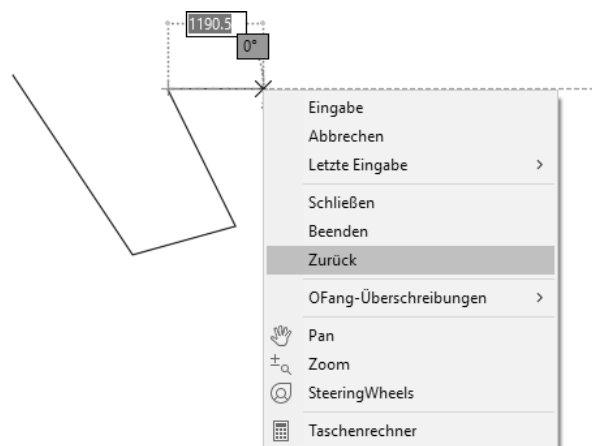 1190.5
0°
Eingabe
Abbrechen
Letzte Eingabe
Schließen
Beenden
Zurück
OFang-Überschreibungen
Pan
Zoom
SteeringWheels
Taschenrechner